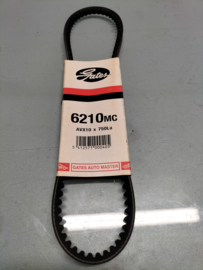 Gates
6210MC
AVX10 x 750La
GATES AUTO MASTER